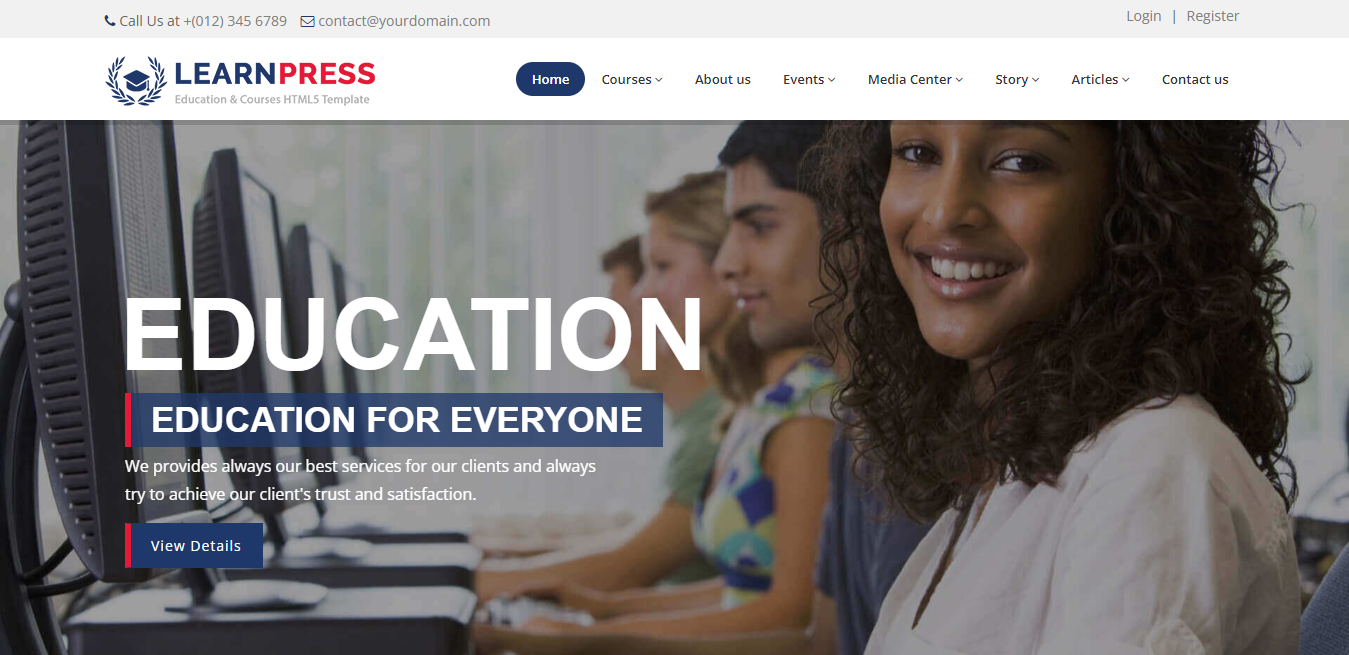 Call Us at +(012) 345 6789 contact@yourdomain.com Login | Register
LEARNPRESS
Education & Courses HTML5 Template
Home Courses About us Events Media Center Story Articles Contact us
EDUCATION
EDUCATION FOR EVERYONE
We provides always our best services for our clients and always
try to achieve our client's trust and satisfaction.
View Details